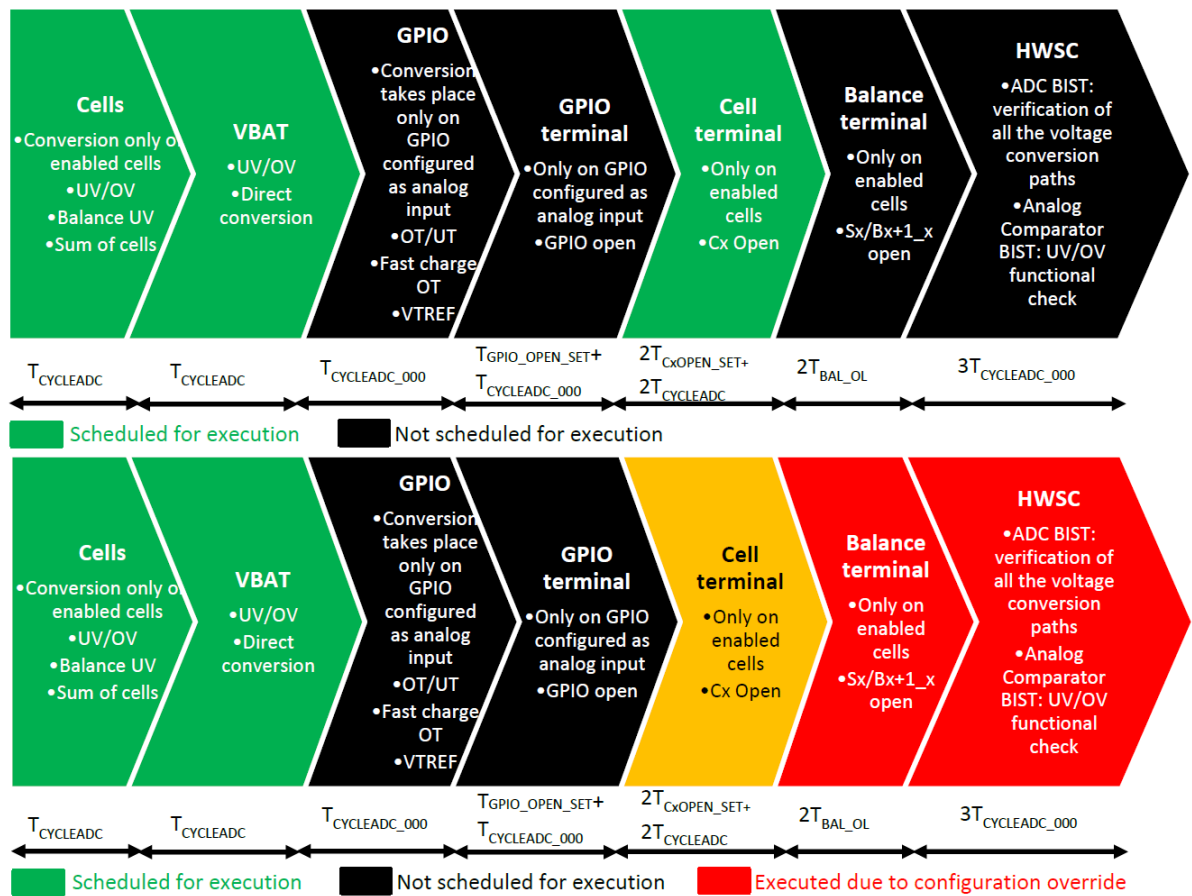 Cells
•Conversion only of
enabled cells
•UV/OV
•Balance UV
•Sum of cells
VBAT
•UV/OV
•Direct
conversion
GPIO
•Conversion
takes place
only on
GPIO
configured
as analog
input
•OT/UT
•Fast charge
OT
•VTREF
GPIO
terminal
•Only on GPIO
configured as
analog input
•GPIO open
Cell
terminal
•Only on
enabled
cells
•Cx Open
Balance
terminal
•Only on
enabled
cells
•Sx/Bx+1_x
open
HWSC
•ADC BIST:
verification of
all the voltage
conversion
paths
•Analog
Comparator
BIST: UV/OV
functional
check
TCYCLEADC
TCYCLEADC
TCYCLEADC_000
TGPIO_OPEN_SET+
TCYCLEADC_000
2TCxOPEN_SET+
2TCYCLEADC
2TBAL_OL
3TCYCLEADC_000
Scheduled for execution
Not scheduled for execution
Cells
•Conversion only of
enabled cells
•UV/OV
•Balance UV
•Sum of cells
VBAT
•UV/OV
•Direct
conversion
GPIO
•Conversion
takes place
only on
GPIO
configured
as analog
input
•OT/UT
•Fast charge
OT
•VTREF
GPIO
terminal
•Only on GPIO
configured as
analog input
•GPIO open
Cell
terminal
•Only on
enabled
cells
•Cx Open
Balance
terminal
•Only on
enabled
cells
•Sx/Bx+1_x
open
HWSC
•ADC BIST:
verification of
all the voltage
conversion
paths
•Analog
Comparator
BIST: UV/OV
functional
check
TCYCLEADC
TCYCLEADC
TCYCLEADC_000
TGPIO_OPEN_SET+
TCYCLEADC_000
2TCxOPEN_SET+
2TCYCLEADC
2TBAL_OL
3TCYCLEADC_000
Scheduled for execution
Not scheduled for execution
Executed due to configuration override